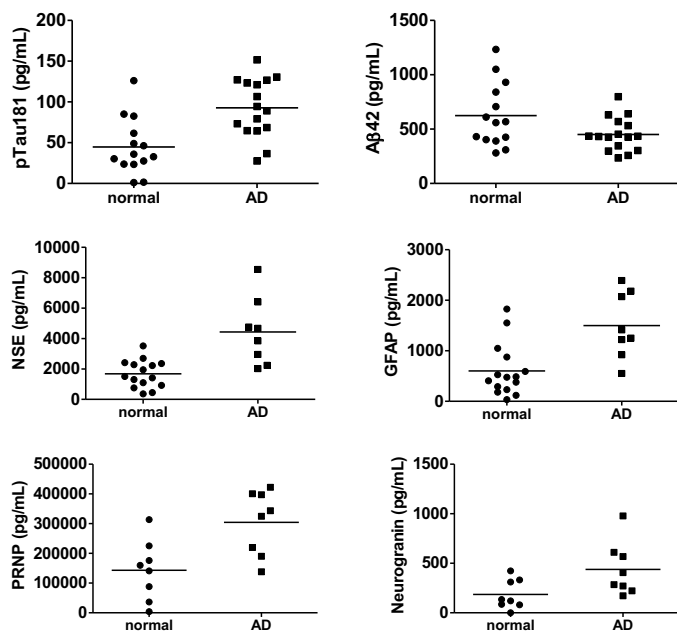 pTau181 (pg/mL)
200
150
100
50
0
normal
AD
Aβ42 (pg/mL)
1500
1000
500
0
normal
AD
NSE (pg/mL)
10000
8000
6000
4000
2000
0
normal
AD
GFAP (pg/mL)
3000
2000
1000
0
normal
AD
PRNP (pg/mL)
500000
400000
300000
200000
100000
0
normal
AD
Neurogranin (pg/mL)
1500
1000
500
0
normal
AD